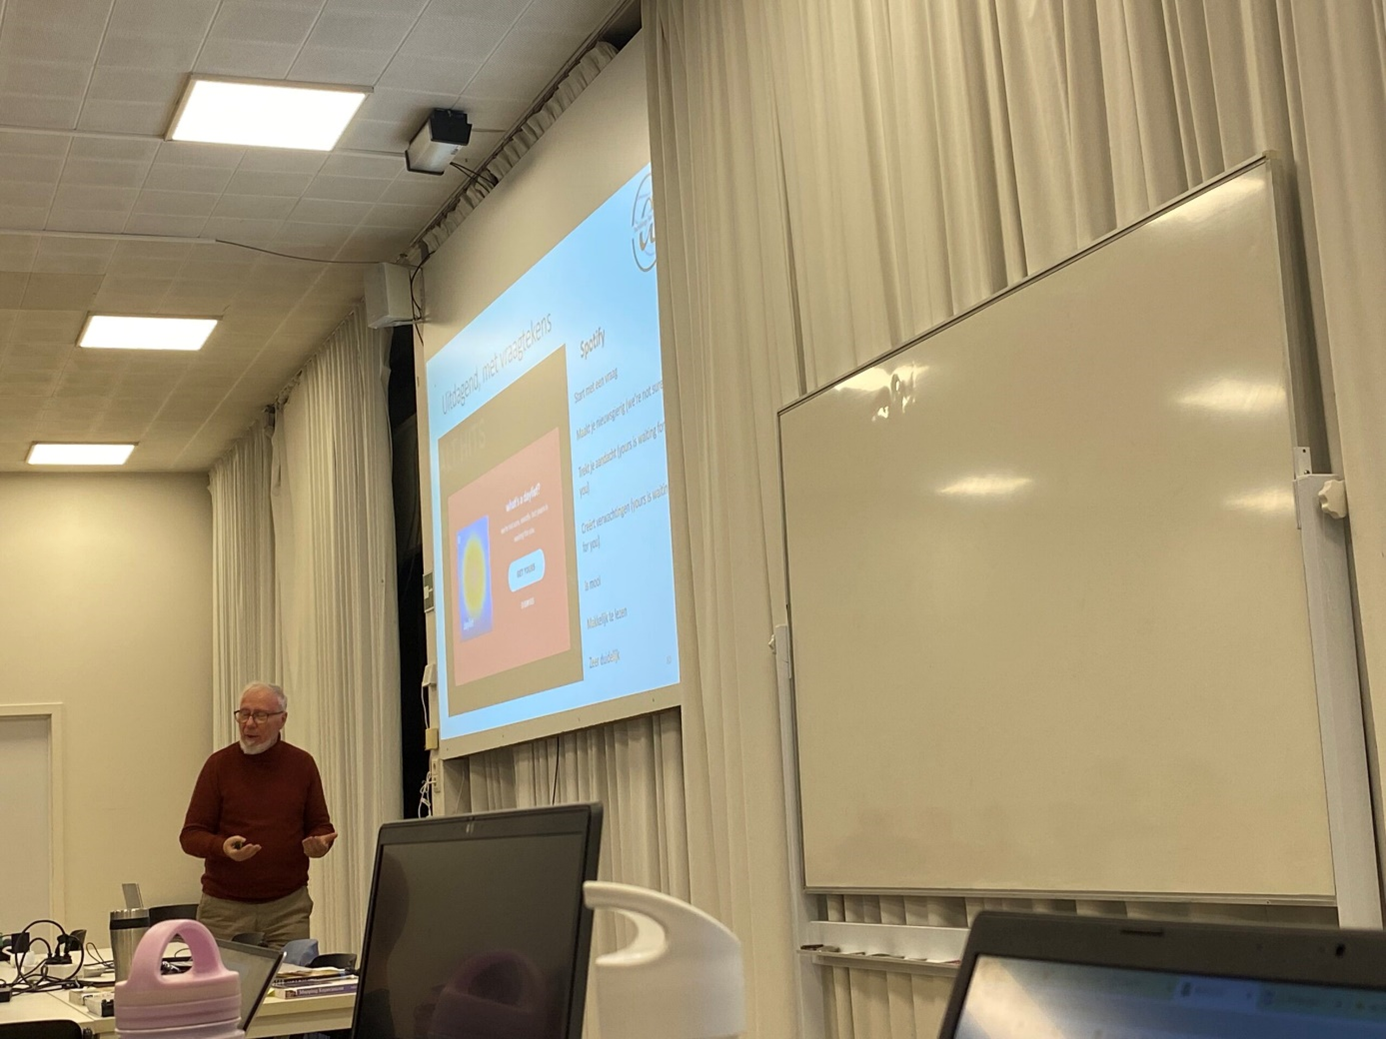 Uitdagend, met vraagtekens
Spotify
Start met een vraag
Maakt je nieuwsgierig (we're not sure
Trekt je aandacht (yours is waiting for
you)
Creëert verwachtingen (yours is waiting
for you)
Is mooi
Makkelijk te lezen
Zeer duidelijk
what's a daylist?
GET YOURS